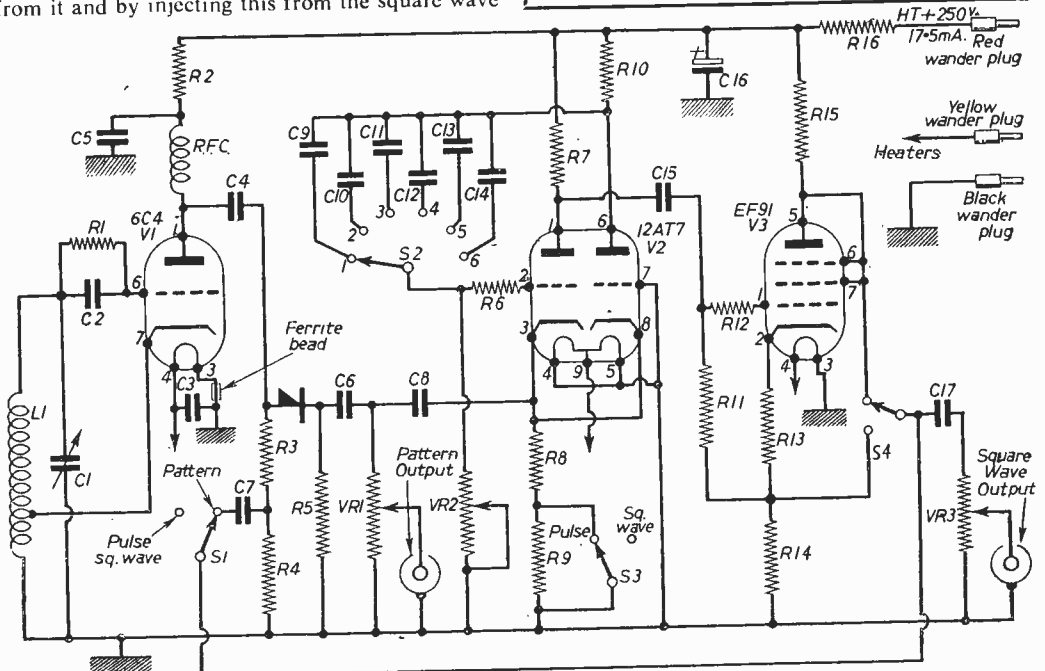 from it and by injecting this from the square wave
HT+250V.
17·5mA.
Red
wander plug
R16
R2
R10
C16
R15
Yellow
wander plug
Heaters
C5
RFC
C9
C11
C13
R7
C10
C12
C14
C15
Black
wander plug
C4
R1
6C4
V1
1
2
3
4
5
6
S2
1
6
12AT7
V2
EF91
V3
5
6
7
C2
6
7
R6
2
7
3
8
4
9
5
1
R12
2
4
3
Ferrite
bead
4
3
C3
L1
C1
C6
C8
R3
R11
R13
C17
S4
Pattern
C7
R5
VR1
Pattern
Output
VR2
R8
Pulse
Sq.
wave
Square
Wave
Output
VR3
Pulse
sq. wave
S1
R4
R9
S3
R14